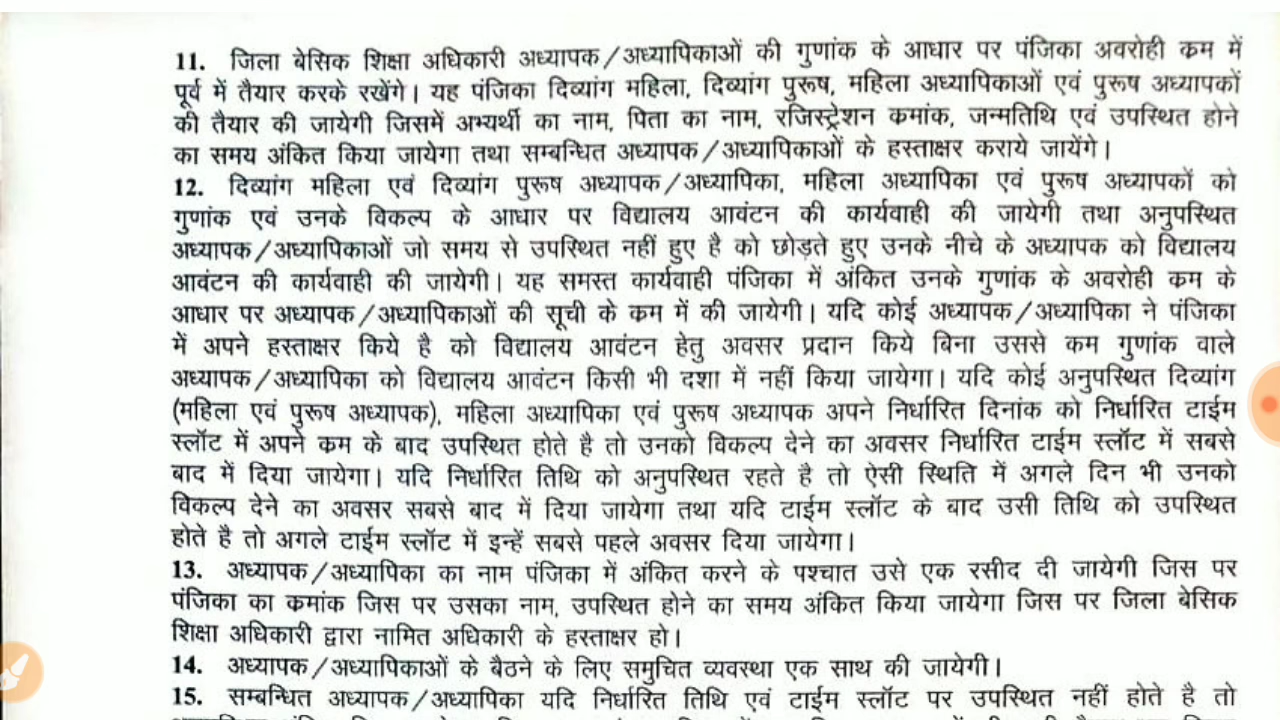 11. जिला बेसिक शिक्षा अधिकारी अध्यापक/अध्यापिकाओं की गुणांक के आधार पर पंजिका अवरोही कम में
पूर्व में तैयार करके रखेंगे। यह पंजिका दिव्यांग महिला, दिव्यांग पुरूष, महिला अध्यापिकाओं एवं पुरूष अध्यापकों
की तैयार की जायेगी जिसमें अभ्यर्थी का नाम, पिता का नाम, रजिस्ट्रेशन कमांक, जन्मतिथि एवं उपस्थित होने
का समय अंकित किया जायेगा तथा सम्बन्धित अध्यापक/अध्यापिकाओं के हस्ताक्षर कराये जायेंगे।
12. दिव्यांग महिला एवं दिव्यांग पुरूष अध्यापक/अध्यापिका, महिला अध्यापिका एवं पुरूष अध्यापकों को
गुणांक एवं उनके विकल्प के आधार पर विद्यालय आवंटन की कार्यवाही की जायेगी तथा अनुपस्थित
अध्यापक/अध्यापिकाओं जो समय से उपस्थित नहीं हुए है को छोड़ते हुए उनके नीचे के अध्यापक को विद्यालय
आवंटन की कार्यवाही की जायेगी। यह समस्त कार्यवाही पंजिका में अंकित उनके गुणांक के अवरोही कम के
आधार पर अध्यापक/अध्यापिकाओं की सूची के कम में की जायेगी। यदि कोई अध्यापक/अध्यापिका ने पंजिका
में अपने हस्ताक्षर किये है को विद्यालय आवंटन हेतु अवसर प्रदान किये बिना उससे कम गुणांक वाले
अध्यापक/अध्यापिका को विद्यालय आवंटन किसी भी दशा में नहीं किया जायेगा। यदि कोई अनुपस्थित दिव्यांग
(महिला एवं पुरूष अध्यापक), महिला अध्यापिका एवं पुरूष अध्यापक अपने निर्धारित दिनांक को निर्धारित टाईम
स्लॉट में अपने कम के बाद उपस्थित होते है तो उनको विकल्प देने का अवसर निर्धारित टाईम स्लॉट में सबसे
बाद में दिया जायेगा। यदि निर्धारित तिथि को अनुपस्थित रहते है तो ऐसी स्थिति में अगले दिन भी उनको
विकल्प देने का अवसर सबसे बाद में दिया जायेगा तथा यदि टाईम स्लॉट के बाद उसी तिथि को उपस्थित
होते है तो अगले टाईम स्लॉट में इन्हें सबसे पहले अवसर दिया जायेगा।
13. अध्यापक/अध्यापिका का नाम पंजिका में अंकित करने के पश्चात उसे एक रसीद दी जायेगी जिस पर
पंजिका का कमांक जिस पर उसका नाम, उपस्थित होने का समय अंकित किया जायेगा जिस पर जिला बेसिक
शिक्षा अधिकारी द्वारा नामित अधिकारी के हस्ताक्षर हो।
14. अध्यापक/अध्यापिकाओं के बैठने के लिए समुचित व्यवस्था एक साथ की जायेगी।
15. सम्बन्धित अध्यापक/अध्यापिका यदि निर्धारित तिथि एवं टाईम स्लॉट पर उपस्थित नहीं होते है तो